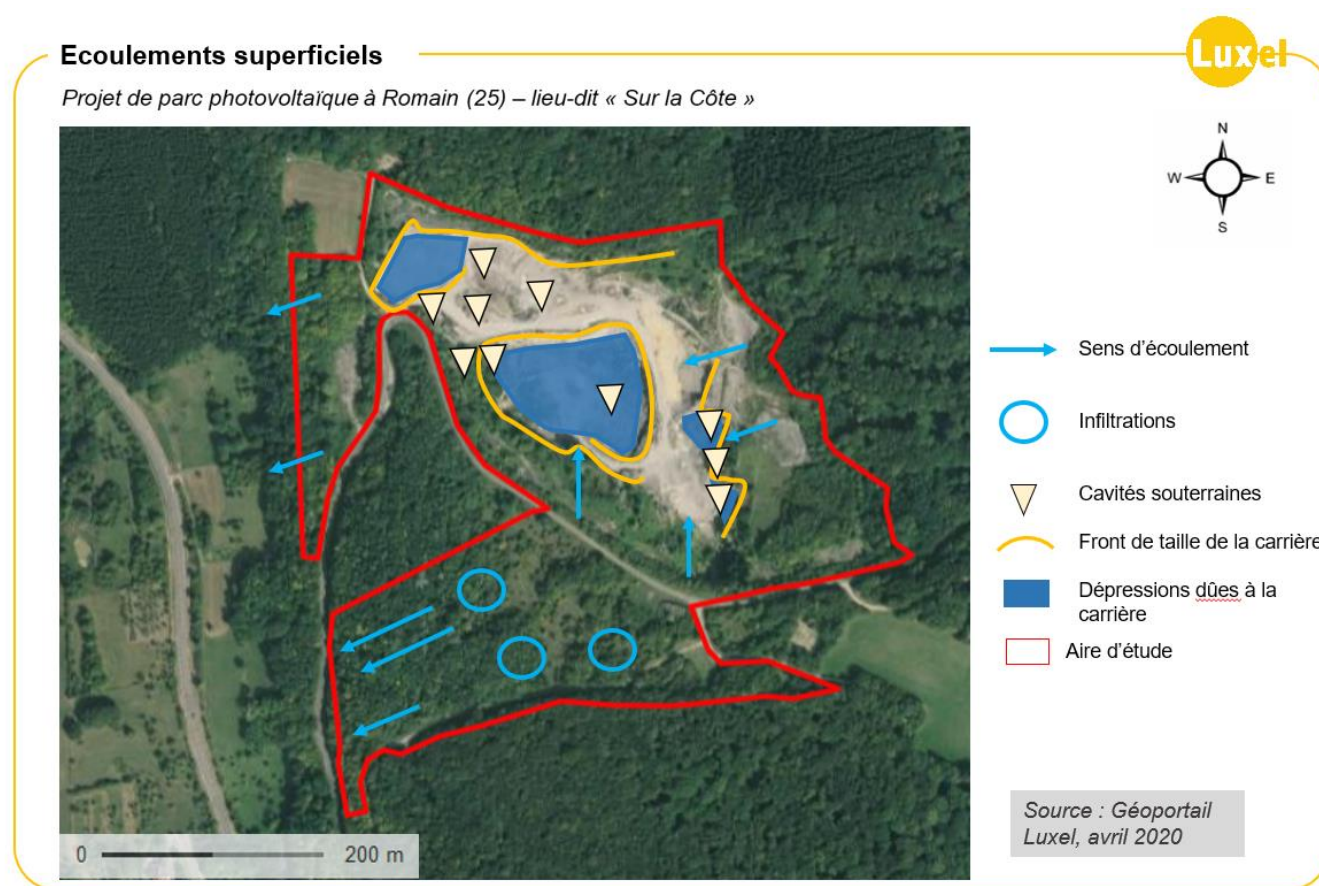 Ecoulements superficiels
Luxel
Projet de parc photovoltaïque à Romain (25) – lieu-dit « Sur la Côte »
N
W E
S
Sens d'écoulement
Infiltrations
Cavités souterraines
Front de taille de la carrière
Dépressions dûes à la
carrière
Aire d'étude
Source : Géoportail
Luxel, avril 2020
0 200 m